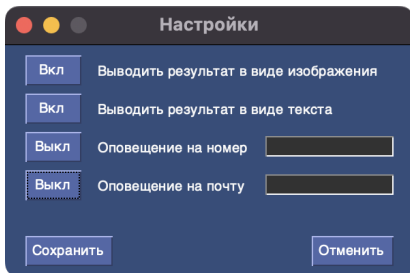 Настройки
Вкл Выводить результат в виде изображения
Вкл Выводить результат в виде текста
Выкл Оповещение на номер
Выкл Оповещение на почту
Сохранить Отменить